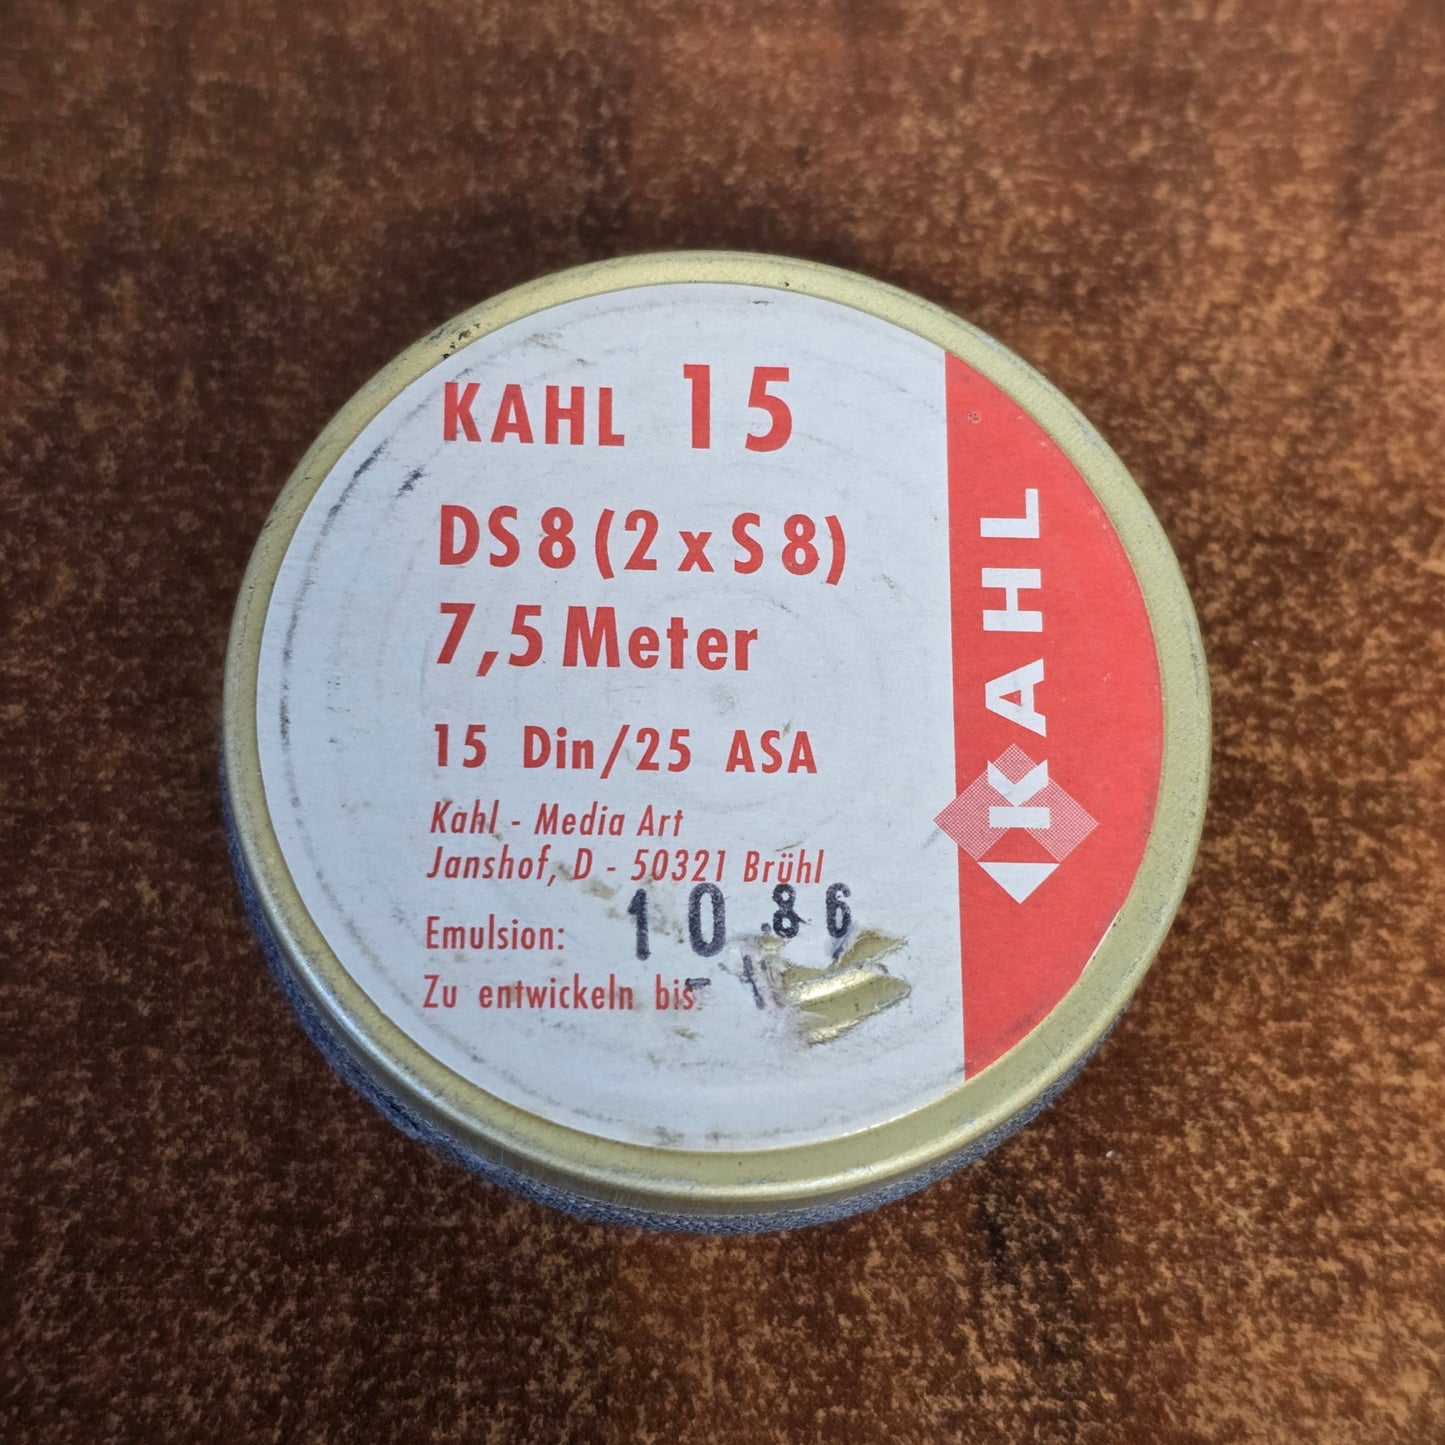 KAHL 15
DS 8 (2 x S 8)
7,5 Meter
15 Din/25 ASA
Kahl - Media Art
Janshof, D - 50321 Brühl
Emulsion: 10 86
Zu entwickeln bis
KAHL